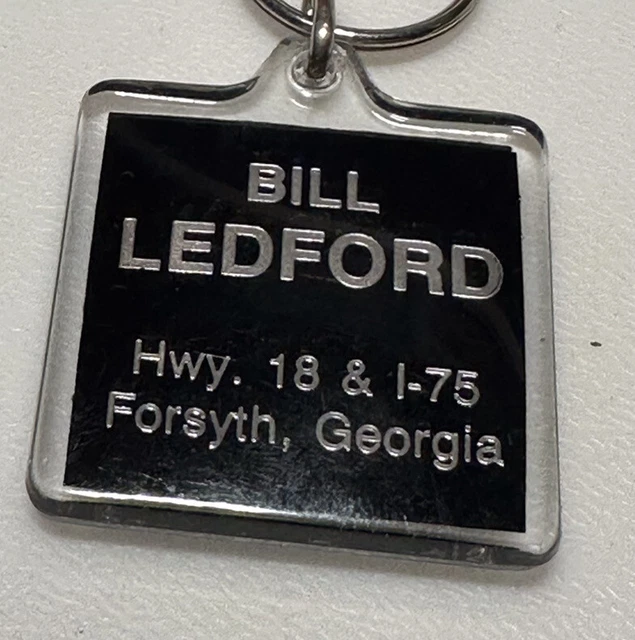 BILL
LEDFORD
Hwy. 18 & I-75
Forsyth, Georgia